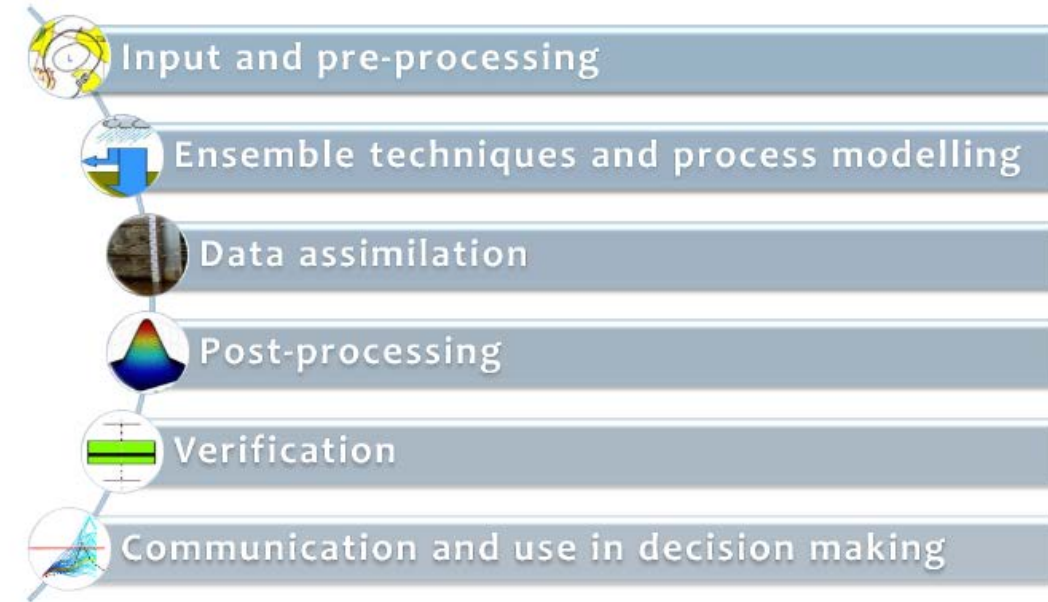 Input and pre-processing
Ensemble techniques and process modelling
Data assimilation
Post-processing
Verification
Communication and use in decision making